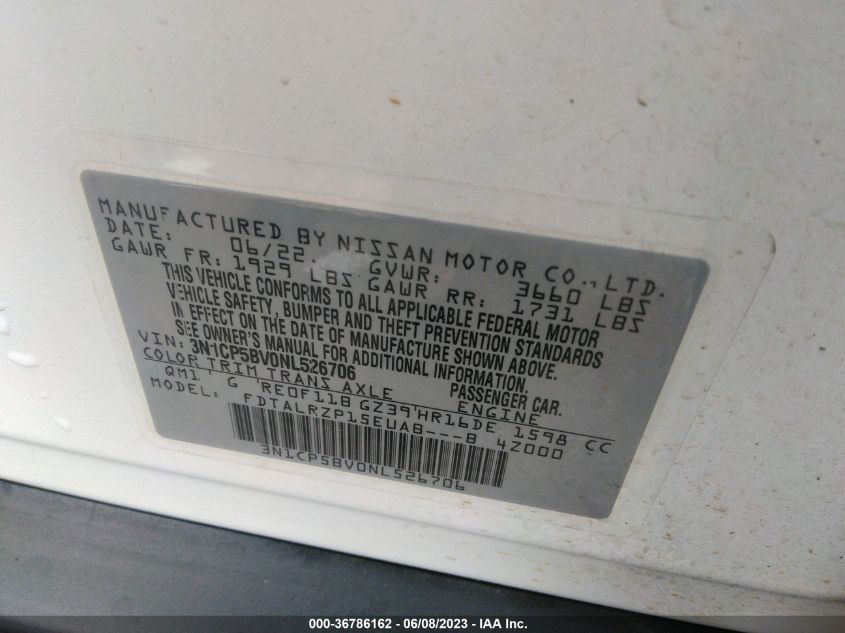 MANUFACTURED BY NISSAN MOTOR CO., LTD.
DATE: 06/22 GVWR: 3660 LBS
GAWR FR: 1929 LBS GAWR RR: 1731 LBS
THIS VEHICLE CONFORMS TO ALL APPLICABLE FEDERAL MOTOR
VEHICLE SAFETY, BUMPER AND THEFT PREVENTION STANDARDS
IN EFFECT ON THE DATE OF MANUFACTURE SHOWN ABOVE.
SEE OWNER'S MANUAL FOR ADDITIONAL INFORMATION.
VIN: 3N1CP5BV0NL526706 PASSENGER CAR.
COLOR TRIM TRANS AXLE ENGINE
QM1 G RE0F11B GZ39 HR16DE 1598 CC
MODEL: FDTALRZP15EUAB---B 4Z000
3N1CP5BV0NL526706
000-36786162 - 06/08/2023 - © IAA Inc.